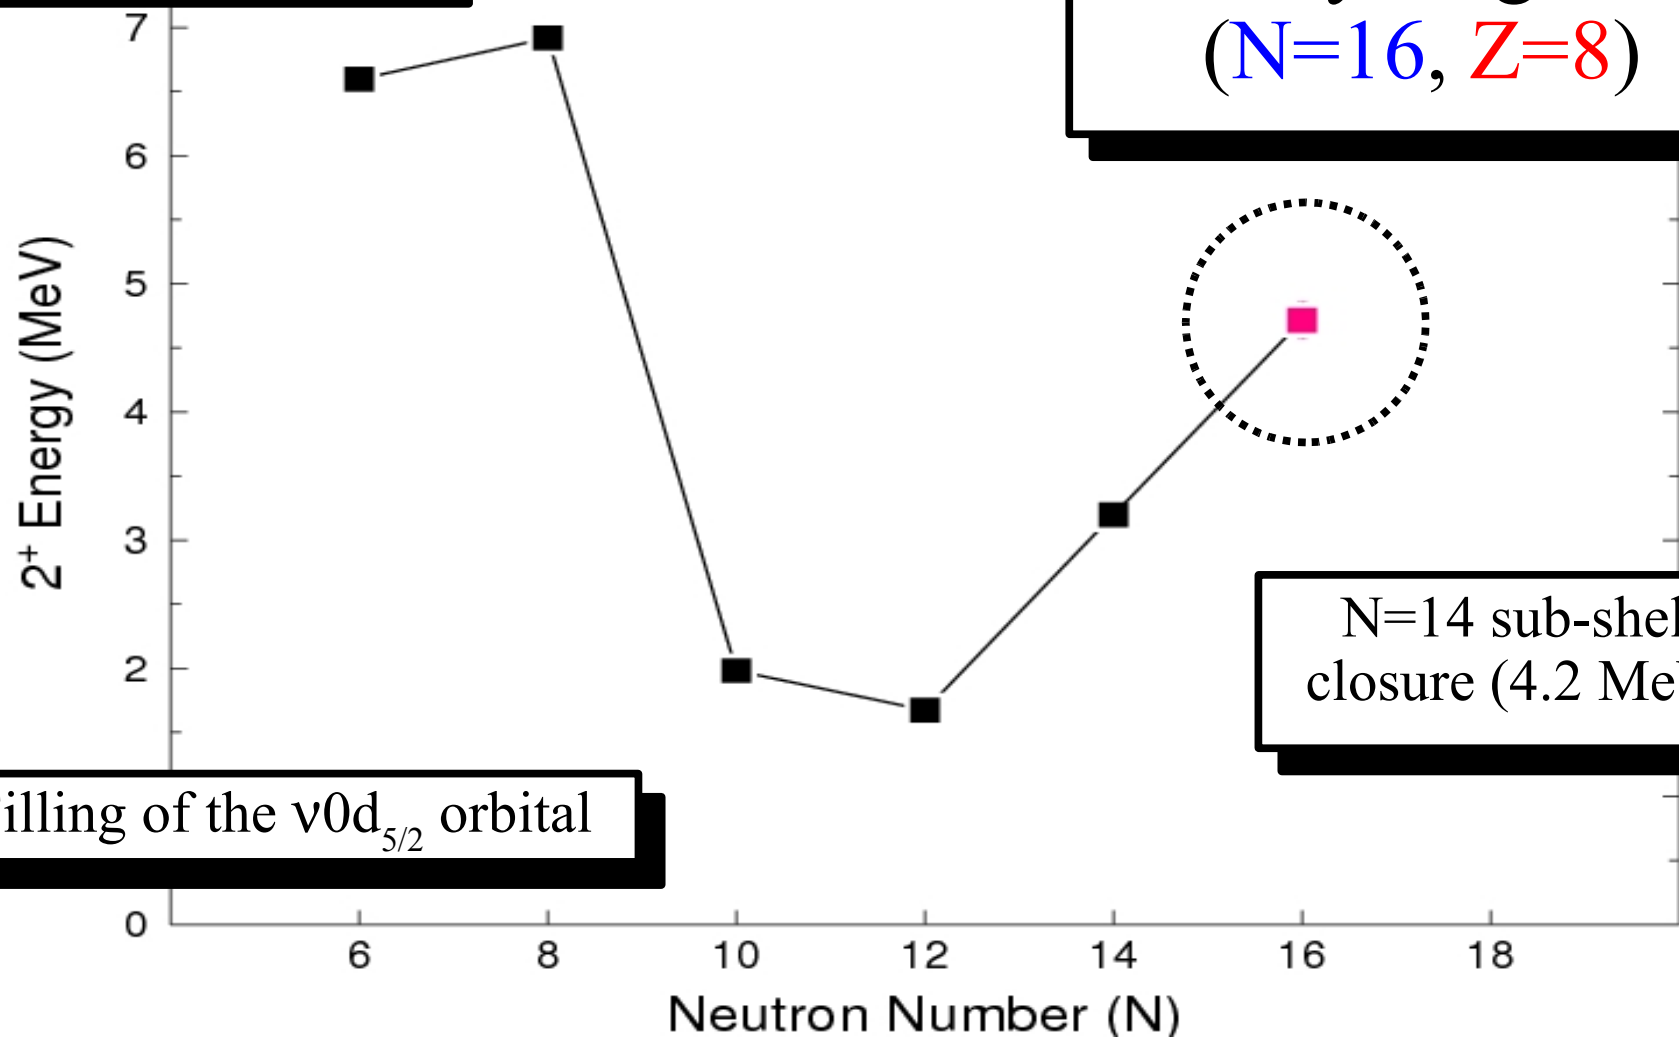 (N=16, Z=8)
7
6
5
4
3
2
0
2+ Energy (MeV)
N=14 sub-shel
closure (4.2 Me
illing of the ν0d5/2 orbital
6 8 10 12 14 16 18
Neutron Number (N)